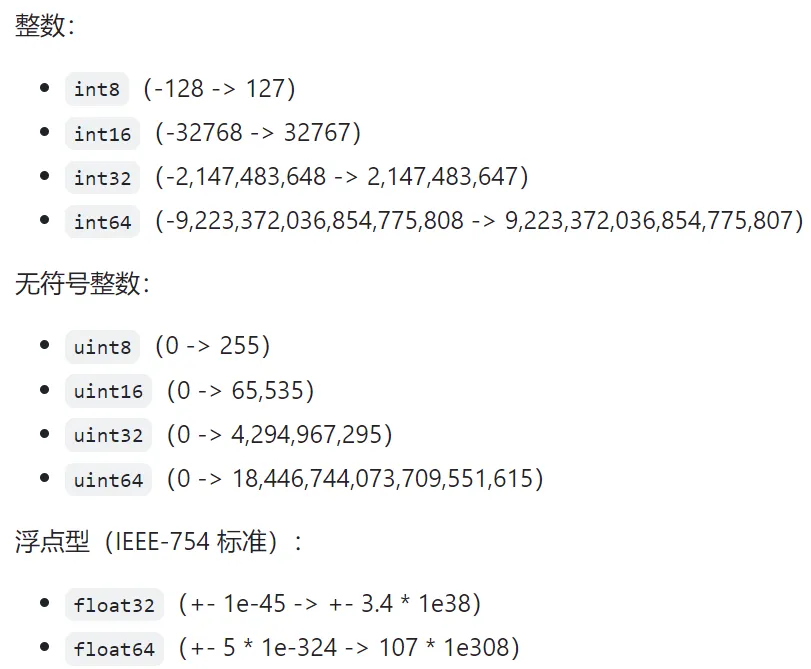 整数：
int8（-128 -> 127）
int16（-32768 -> 32767）
int32（-2,147,483,648 -> 2,147,483,647）
int64（-9,223,372,036,854,775,808 -> 9,223,372,036,854,775,807）
无符号整数：
uint8（0 -> 255）
uint16（0 -> 65,535）
uint32（0 -> 4,294,967,295）
uint64（0 -> 18,446,744,073,709,551,615）
浮点型（IEEE-754 标准）：
float32（+- 1e-45 -> +- 3.4 * 1e38）
float64（+- 5 * 1e-324 -> 107 * 1e308）